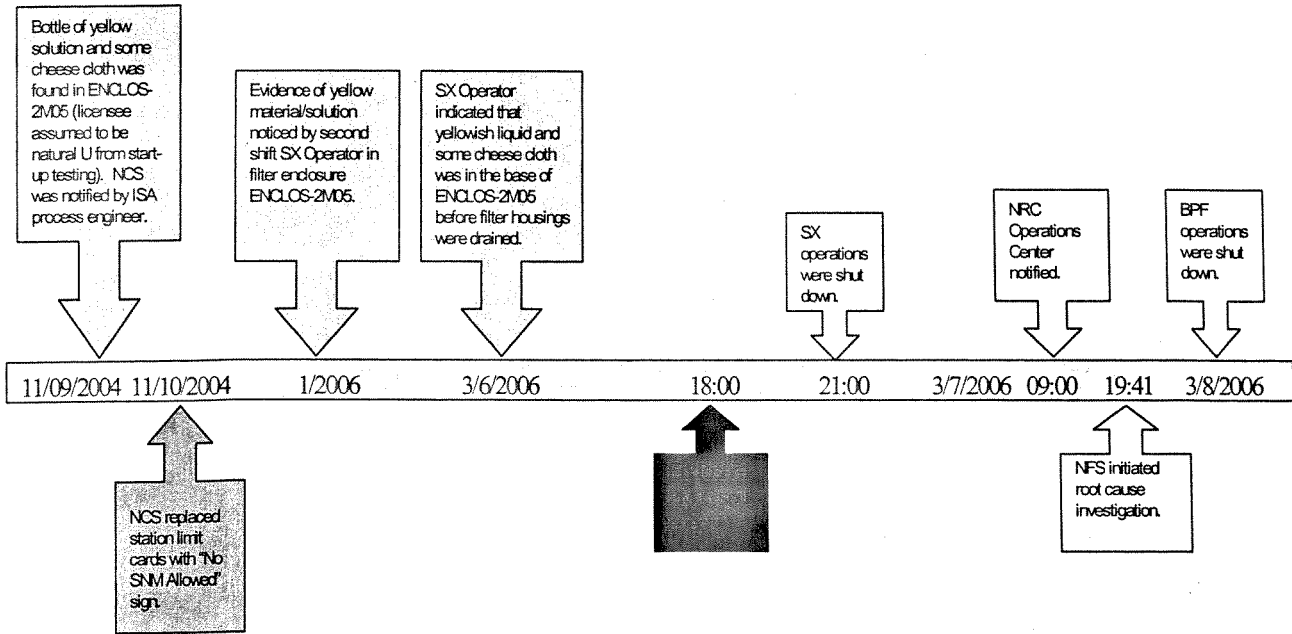 Bottle of yellow
solution and some
cheese cloth was
found in ENCLOS-
2M05 (licensee
assumed to be
natural U from start-
up testing). NCS
was notified by ISA
process engineer.
Evidence of yellow
material/solution
noticed by second
shift SX Operator in
filter enclosure
ENCLOS-2M05.
SX Operator
indicated that
yellowish liquid and
some cheese cloth
was in the base of
ENCLOS-2M05
before filter housings
were drained.
SX
operations
were shut
down.
NRC
Operations
Center
notified.
BPF
operations
were shut
down.
11/09/2004 11/10/2004 1/2006 3/6/2006 18:00 21:00 3/7/2006 09:00 19:41 3/8/2006
NCS replaced
station limit
cards with "No
SNM Allowed"
sign.
NFS initiated
root cause
investigation.